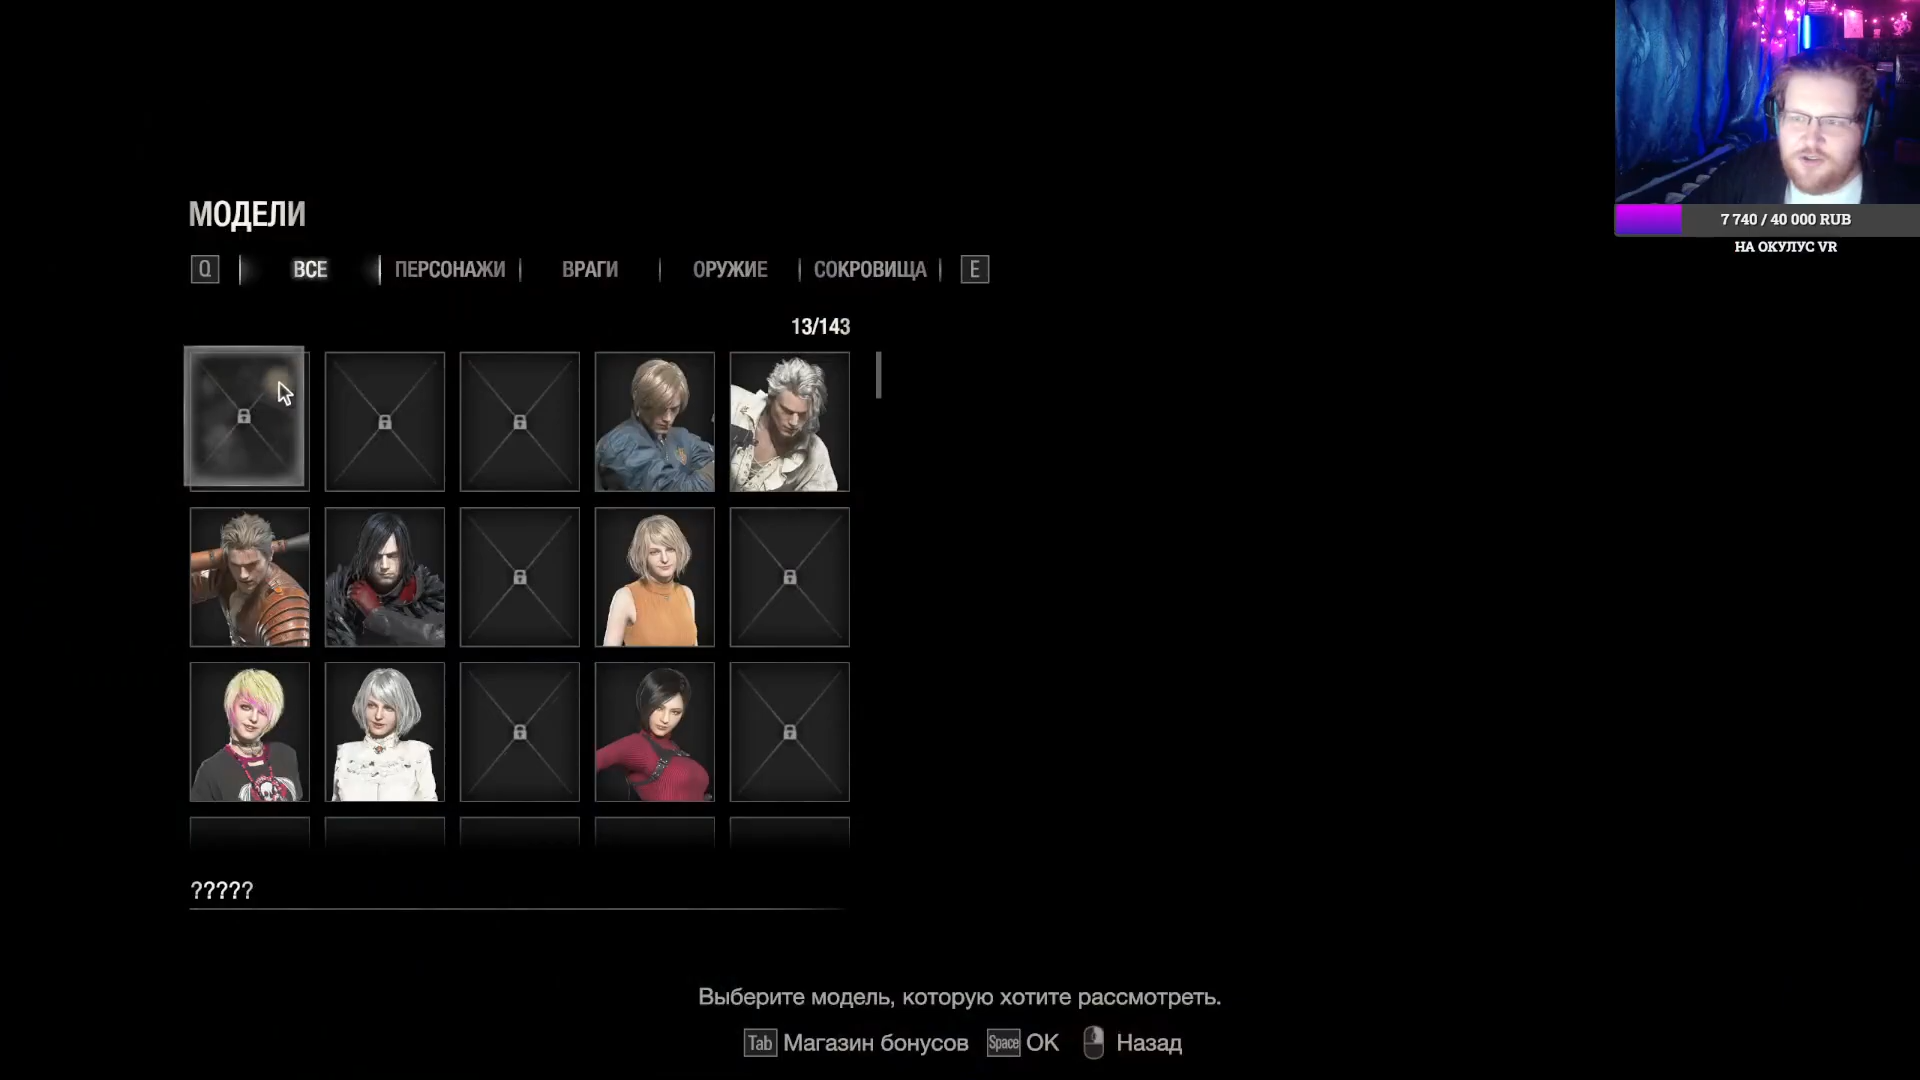 7 740 / 40 000 RUB
НА ОКУЛУС VR
МОДЕЛИ
Q ВСЕ ПЕРСОНАЖИ ВРАГИ ОРУЖИЕ СОКРОВИЩА E
13/143
?????
Выберите модель, которую хотите рассмотреть.
Tab Магазин бонусов Space OK Назад